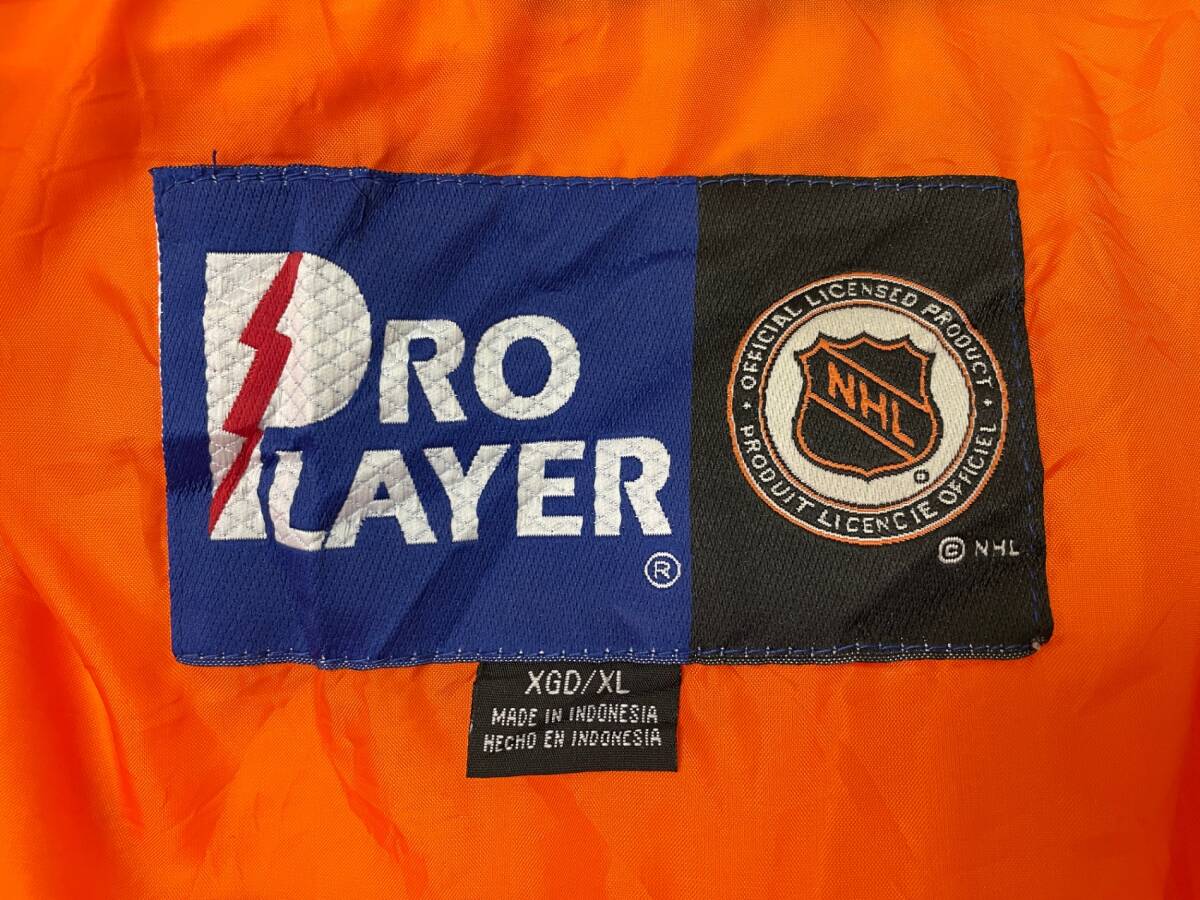 PRO
PLAYER
®
OFFICIAL LICENSED PRODUCT
NHL
PRODUIT LICENCIE OFFICIEL
© NHL
XGD/XL
MADE IN INDONESIA
HECHO EN INDONESIA